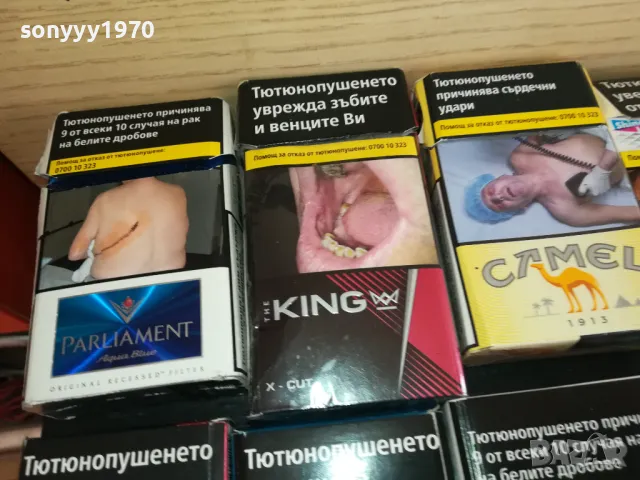 sonyyy1970
Тютюнопушенето причинява
9 от всеки 10 случая на рак
на белите дробове
Помощ за отказ от тютюнопушене:
0700 10 323
PARLIAMENT
Aqua Blue
ORIGINAL RECESSED FILTER
Тютюнопушенето
уврежда зъбите
и венците Ви
Помощ за отказ от тютюнопушене: 0700 10 323
THE
KING
X-CUT
Тютюнопушенето
причинява сърдечни
удари
Помощ за отказ от тютюнопушене: 0700 10 323
CAMEL
1913
Тютюнопушенето
Тютюнопушенето
Тютюнопушенето причи
9 от всеки 10 случая на
на белите дробове